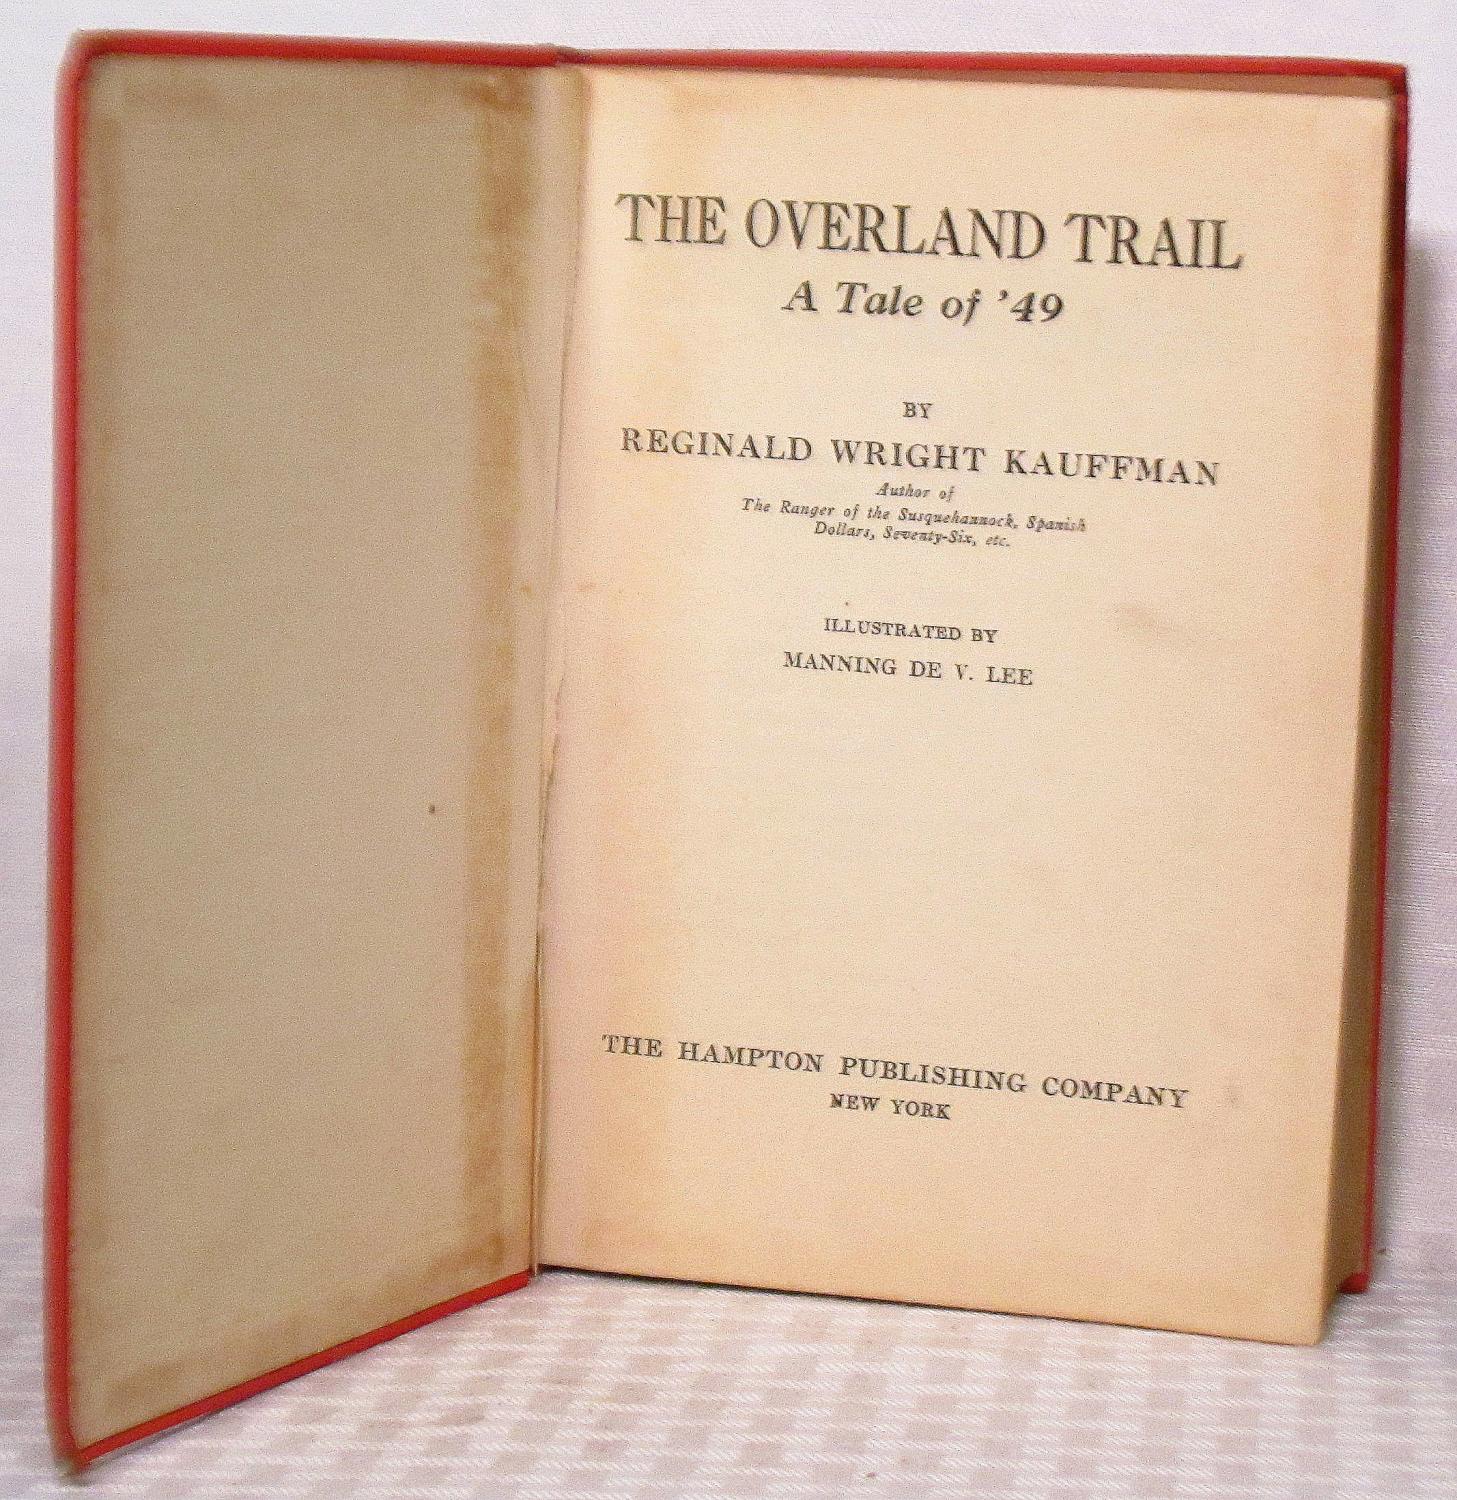 THE OVERLAND TRAIL
A Tale of ’49
BY
REGINALD WRIGHT KAUFFMAN
Author of
The Ranger of the Susquehannock, Spanish
Dollars, Seventy-Six, etc.
ILLUSTRATED BY
MANNING DE V. LEE
THE HAMPTON PUBLISHING COMPANY
NEW YORK